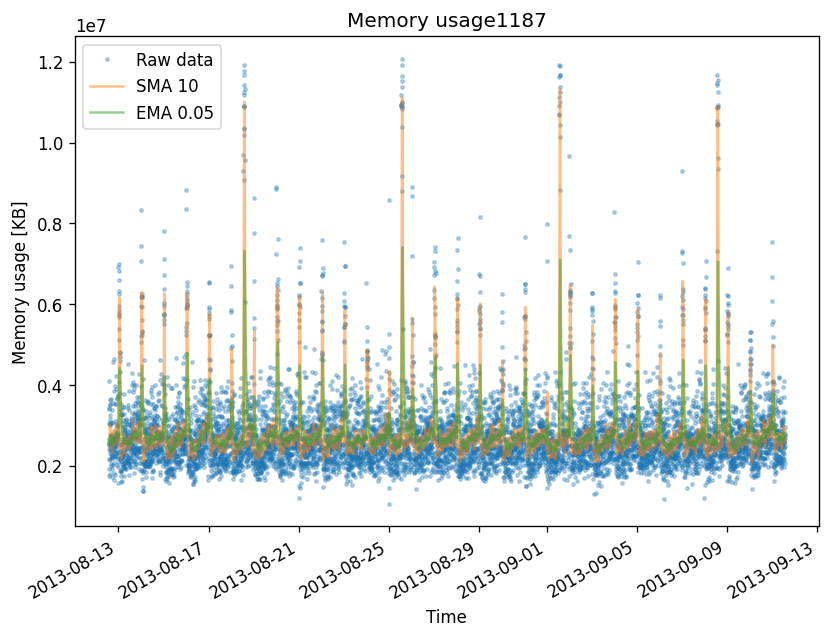 Memory usage1187
1e7
Raw data
SMA 10
EMA 0.05
1.2
1.0
0.8
0.6
0.4
0.2
Memory usage [KB]
2013-08-13
2013-08-17
2013-08-21
2013-08-25
2013-08-29
2013-09-01
2013-09-05
2013-09-09
2013-09-13
Time